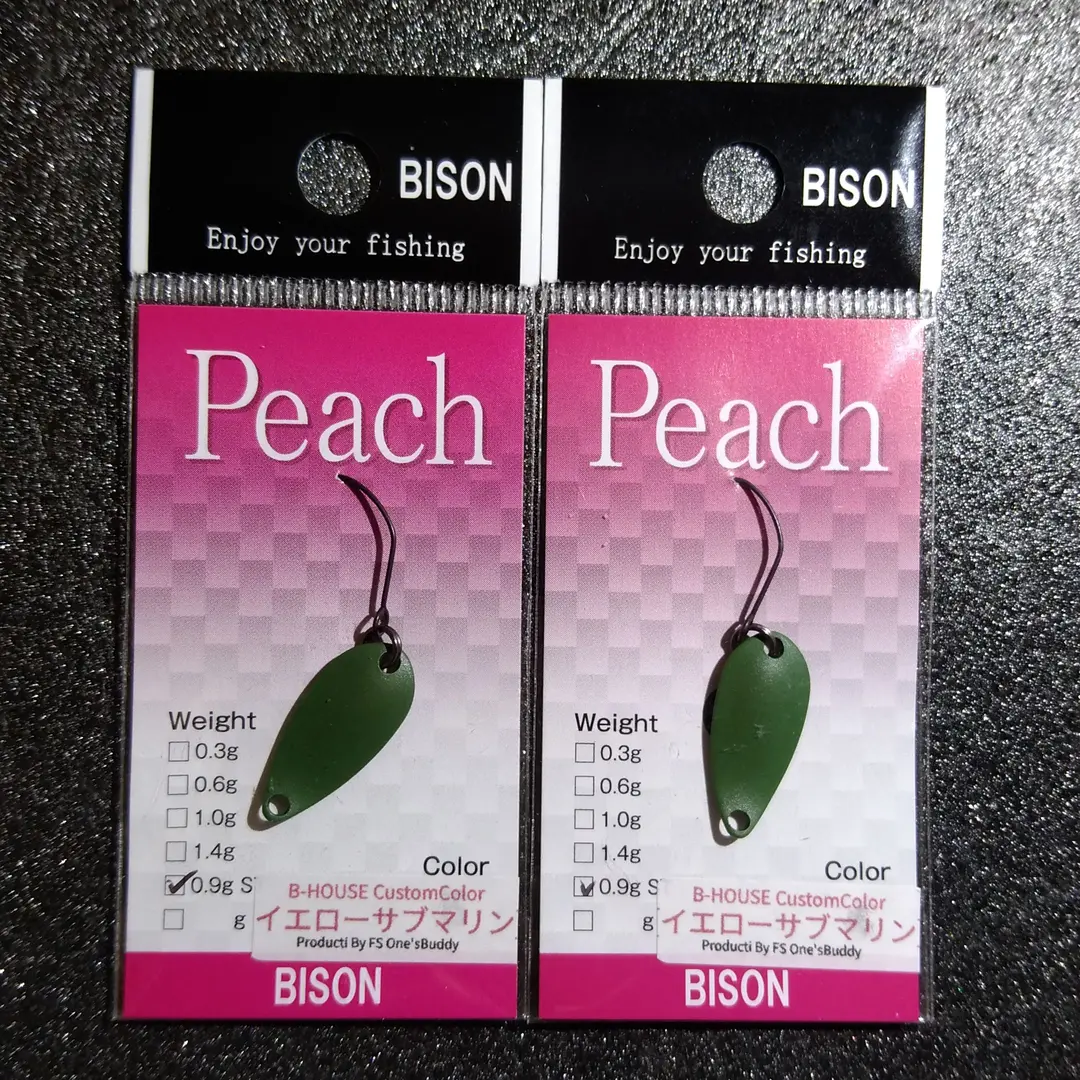 BISON
Enjoy your fishing
Peach
Weight
0.3g
0.6g
1.0g
1.4g
0.9g S
g
Color
B-HOUSE CustomColor
イエローサブマリン
Producti By FS One'sBuddy
BISON
BISON
Enjoy your fishing
Peach
Weight
0.3g
0.6g
1.0g
1.4g
0.9g S
g
Color
B-HOUSE CustomColor
イエローサブマリン
Producti By FS One'sBuddy
BISON